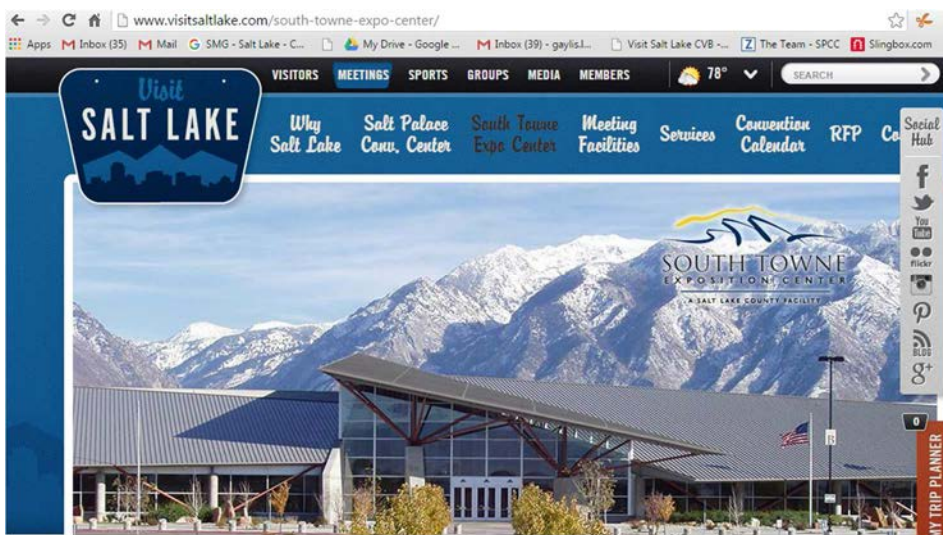 www.visitsaltlake.com/south-towne-expo-center/
Apps Inbox (35) Mail SMG - Salt Lake - C... My Drive - Google ... Inbox (39) - gaylis.l... Visit Salt Lake CVB -... The Team - SPCC Slingbox.com
VISITORS MEETINGS SPORTS GROUPS MEDIA MEMBERS 78° SEARCH
Visit
SALT LAKE
Why
Salt Lake
Salt Palace
Conv. Center
South Towne
Expo Center
Meeting
Facilities
Services
Convention
Calendar
RFP
Co
Social
Hub
You
Tube
flickr
BLOG
g+
SOUTH TOWNE
EXPOSITION CENTER
A SALT LAKE COUNTY FACILITY
B
0
MY TRIP PLANNER